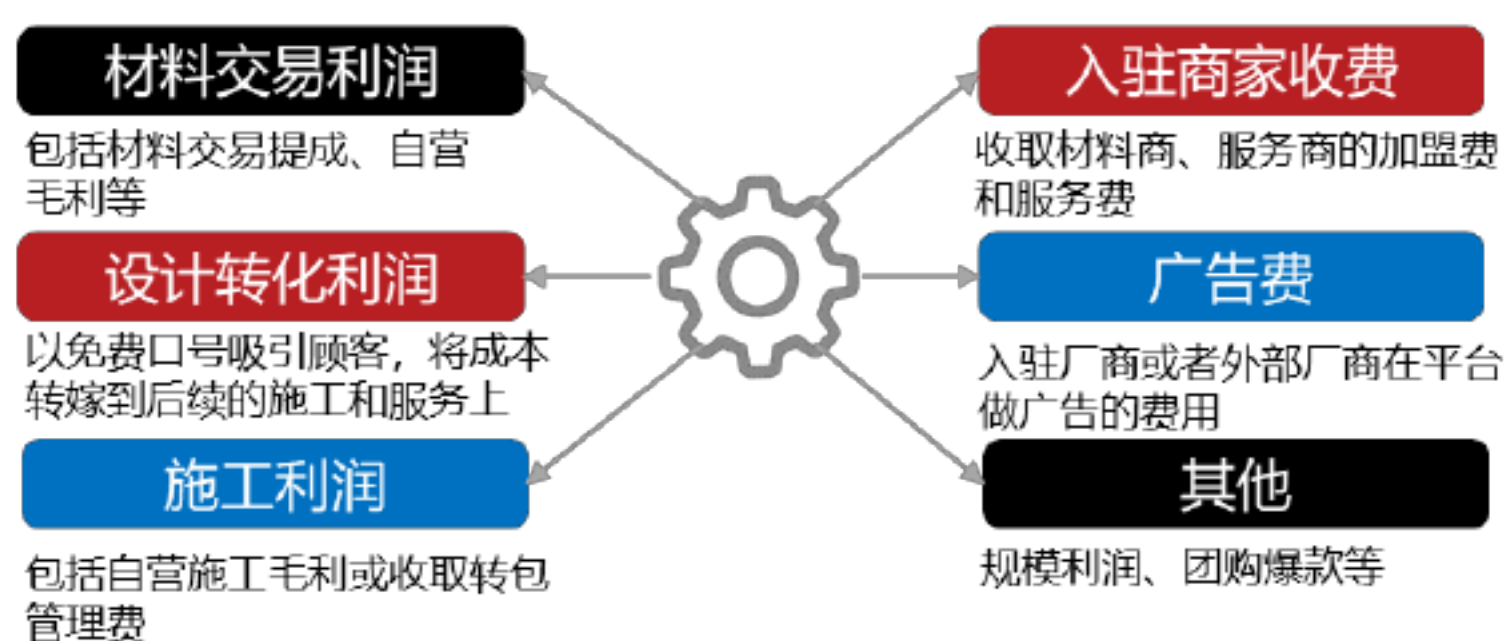 材料交易利润
包括材料交易提成、自营
毛利等
设计转化利润
以免费口号吸引顾客，将成本
转嫁到后续的施工和服务上
施工利润
包括自营施工毛利或收取转包
管理费
入驻商家收费
收取材料商、服务商的加盟费
和服务费
广告费
入驻厂商或者外部厂商在平台
做广告的费用
其他
规模利润、团购爆款等